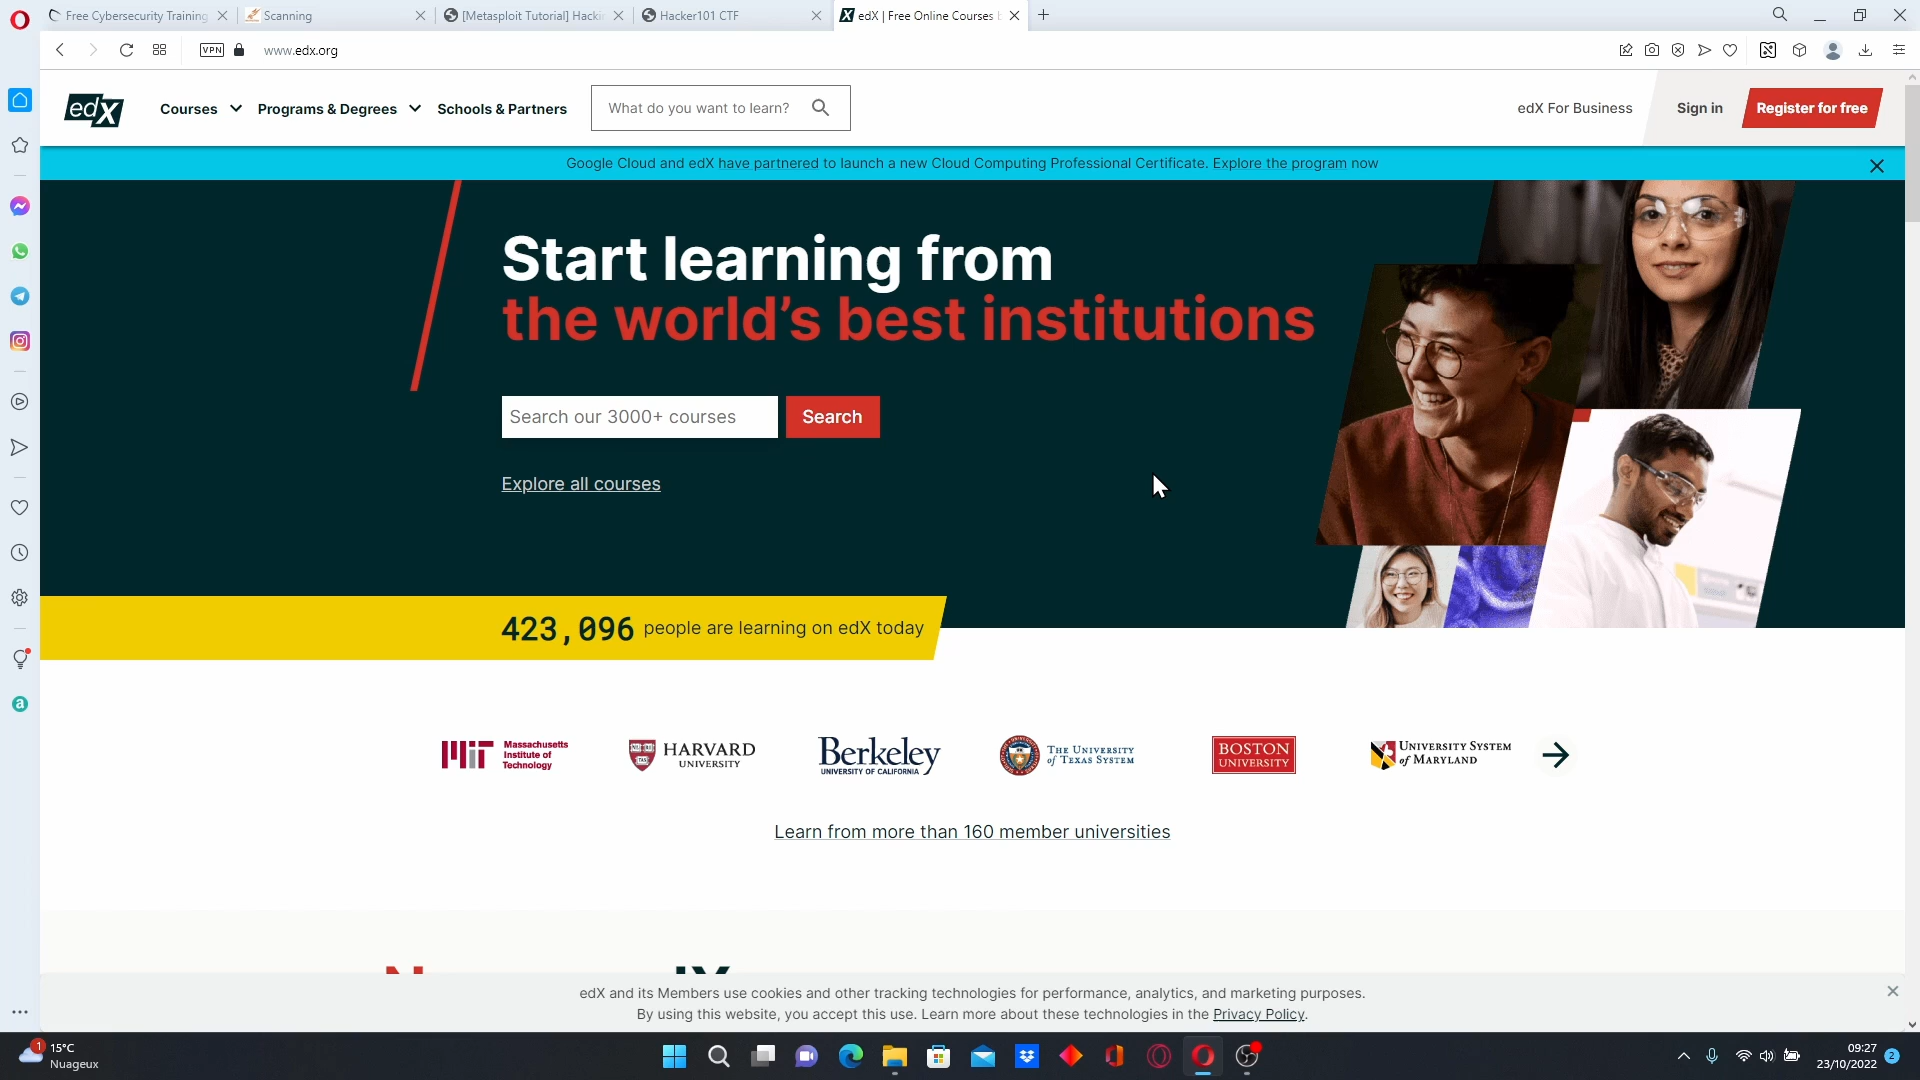 Free Cybersecurity Training
Scanning
[Metasploit Tutorial] Hacki
Hacker101 CTF
edX | Free Online Courses b
VPN
www.edx.org
edX
Courses
Programs & Degrees
Schools & Partners
What do you want to learn?
edX For Business
Sign in
Register for free
Google Cloud and edX have partnered to launch a new Cloud Computing Professional Certificate. Explore the program now
Start learning from
the world's best institutions
Search our 3000+ courses
Search
Explore all courses
423,096 people are learning on edX today
MIT
Massachusetts
Institute of
Technology
HARVARD
UNIVERSITY
Berkeley
UNIVERSITY OF CALIFORNIA
THE UNIVERSITY
of TEXAS SYSTEM
BOSTON
UNIVERSITY
UNIVERSITY SYSTEM
of MARYLAND
Learn from more than 160 member universities
edX and its Members use cookies and other tracking technologies for performance, analytics, and marketing purposes.
By using this website, you accept this use. Learn more about these technologies in the Privacy Policy.
1
15°C
Nuageux
09:27
23/10/2022
2